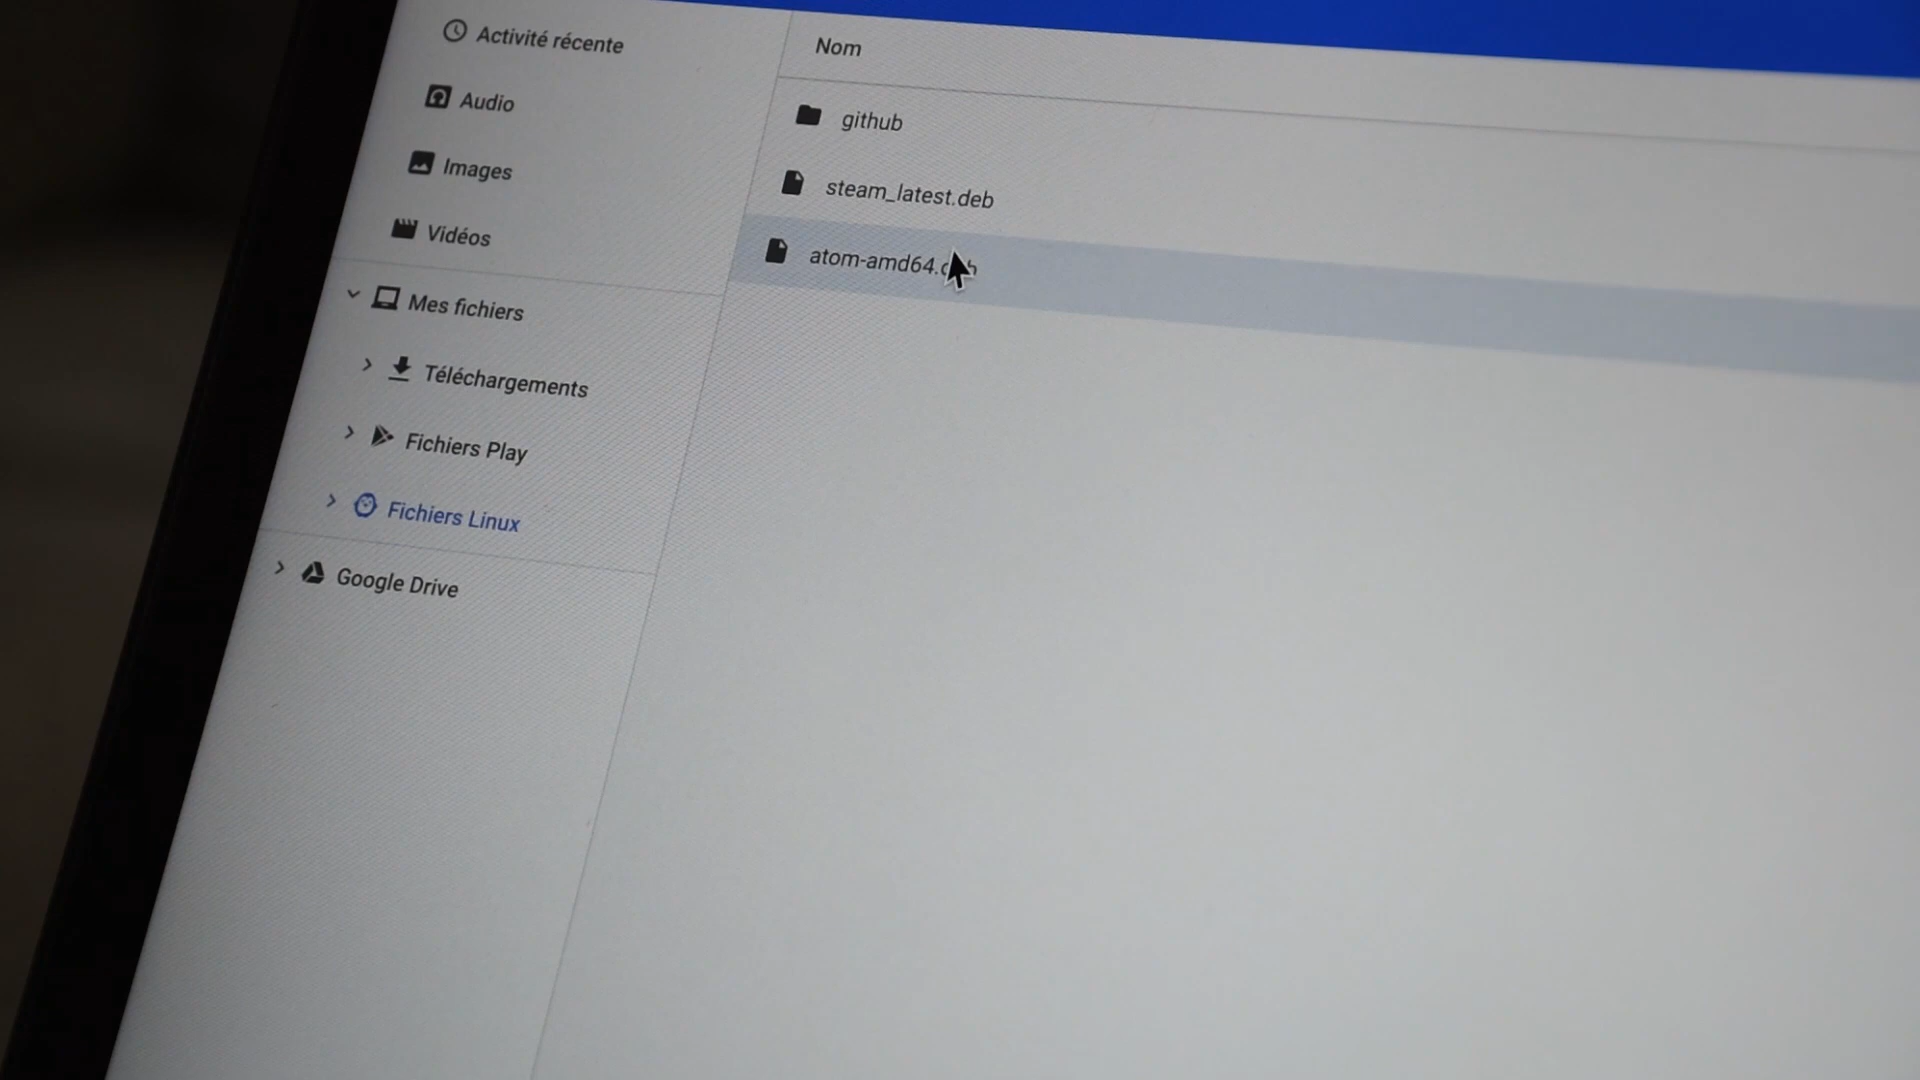 Activité récente
Audio
Images
Vidéos
Mes fichiers
Téléchargements
Fichiers Play
Fichiers Linux
Google Drive
Nom
github
steam_latest.deb